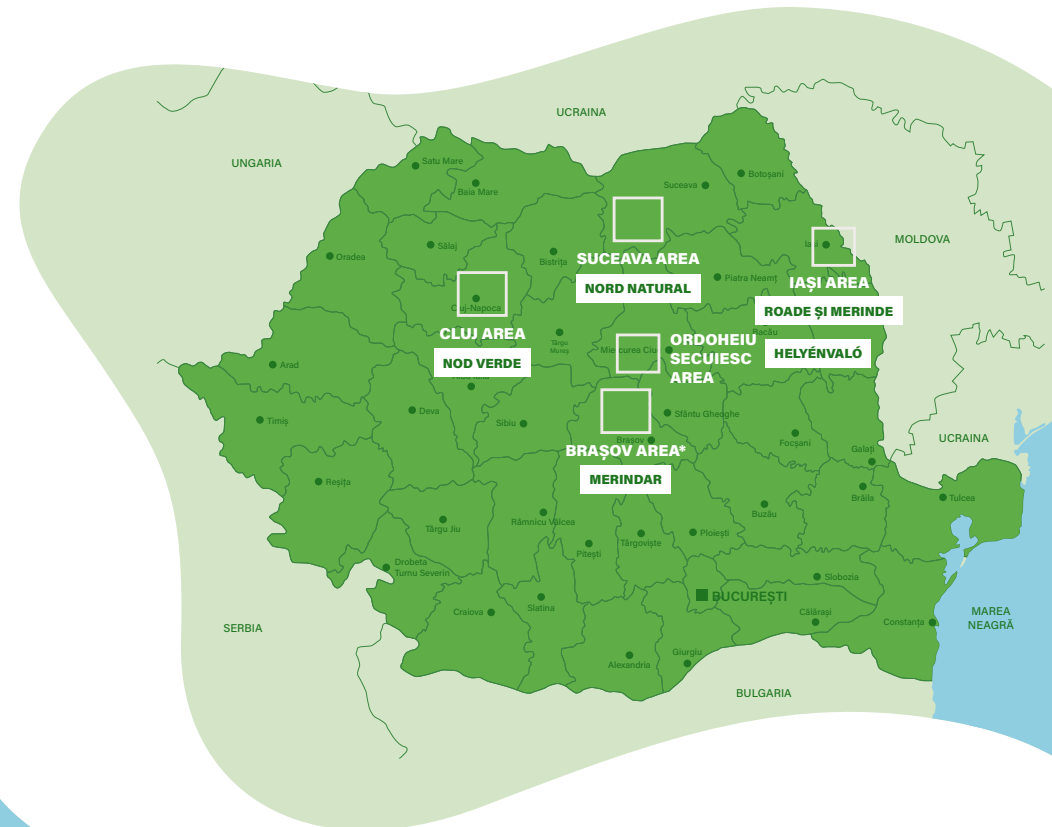 UCRAINA
UNGARIA
Satu Mare
Baia Mare
Suceava
Botoșani
MOLDOVA
Oradea
Sălaj
Bistrița
SUCEAVA AREA
NORD NATURAL
Piatra Neamț
IAȘI AREA
ROADE ȘI MERINDE
Cluj-Napoca
CLUJ AREA
NOD VERDE
Târgu
Mureș
Bacău
ORDOHEIU
SECUIESC
AREA
HELYÉNVALÓ
Arad
Deva
Timiș
Sibiu
Sfântu Gheorghe
Brașov
BRAȘOV AREA*
MERINDAR
Focșani
Galați
UCRAINA
Reșița
Brăila
Tulcea
Târgu Jiu
Râmnicu Vâlcea
Pitești
Târgoviște
Ploiești
Buzău
Drobeta
Turnu Severin
Slobozia
BUCUREȘTI
Craiova
Slatina
Călărași
Constanța
MAREA
NEAGRĂ
SERBIA
Alexandria
Giurgiu
BULGARIA